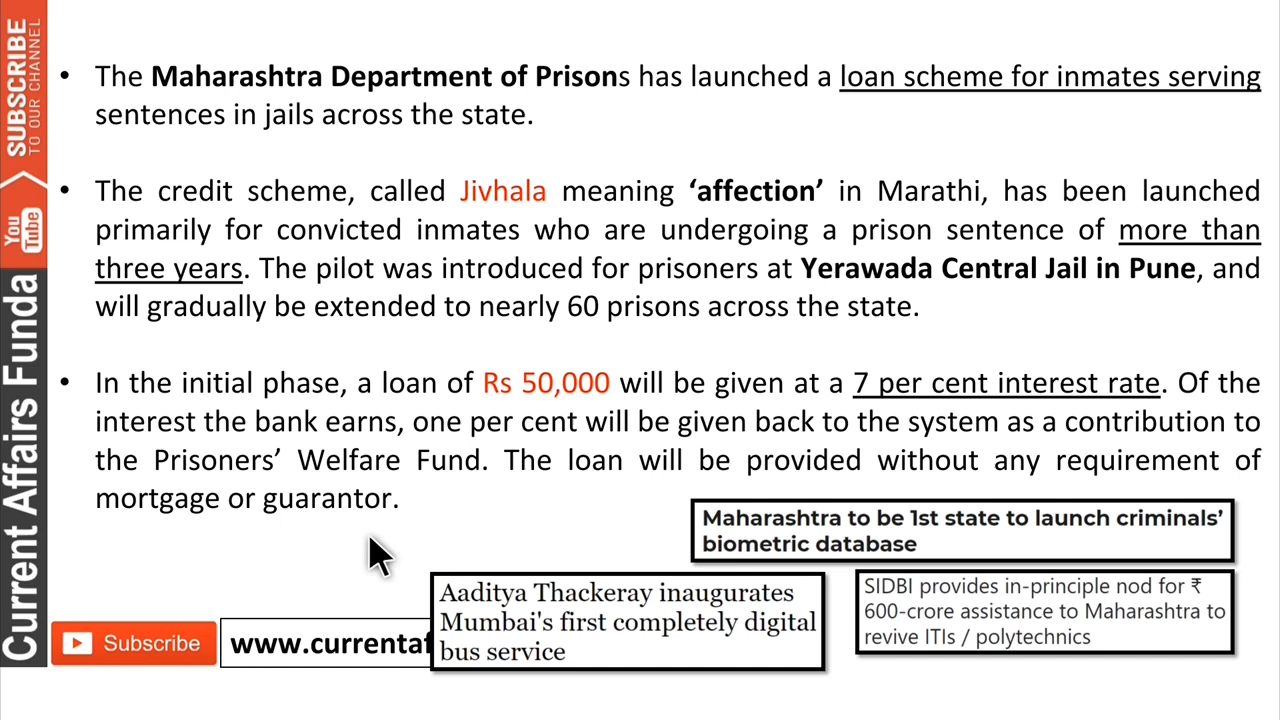 SUBSCRIBE
TO OUR CHANNEL
You
Tube
Current Affairs Funda
• The Maharashtra Department of Prisons has launched a loan scheme for inmates serving
sentences in jails across the state.
• The credit scheme, called Jivhala meaning ‘affection’ in Marathi, has been launched
primarily for convicted inmates who are undergoing a prison sentence of more than
three years. The pilot was introduced for prisoners at Yerawada Central Jail in Pune, and
will gradually be extended to nearly 60 prisons across the state.
• In the initial phase, a loan of Rs 50,000 will be given at a 7 per cent interest rate. Of the
interest the bank earns, one per cent will be given back to the system as a contribution to
the Prisoners’ Welfare Fund. The loan will be provided without any requirement of
mortgage or guarantor.
Maharashtra to be 1st state to launch criminals’
biometric database
Aaditya Thackeray inaugurates
Mumbai's first completely digital
bus service
SIDBI provides in-principle nod for ₹
600-crore assistance to Maharashtra to
revive ITIs / polytechnics
Subscribe
www.currentaf